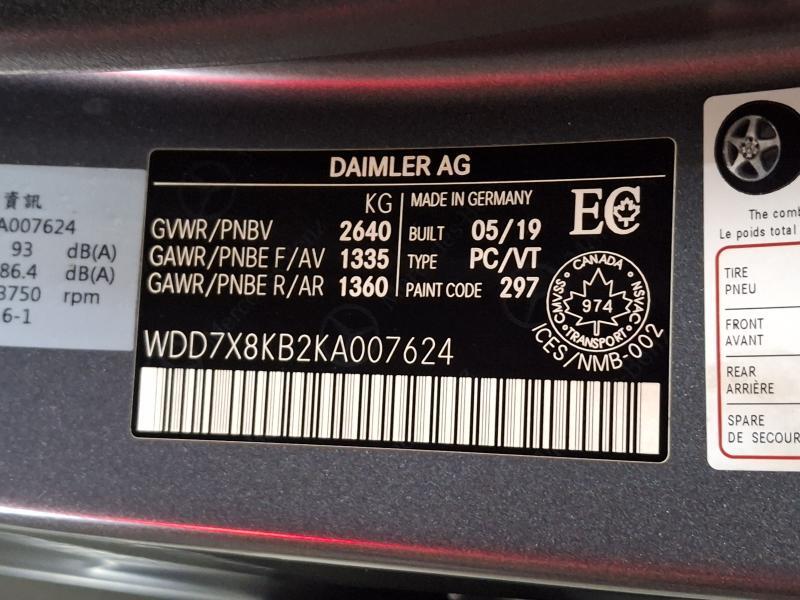 DAIMLER AG
KG
GVWR/PNBV 2640
GAWR/PNBE F/AV 1335
GAWR/PNBE R/AR 1360
MADE IN GERMANY
BUILT 05/19
TYPE PC/VT
PAINT CODE 297
EC
CANADA
CMVSS 974 NSVAC
TRANSPORT
ICES/NMB-002
WDD7X8KB2KA007624
資訊
A007624
93 dB(A)
86.4 dB(A)
3750 rpm
6-1
The comb
Le poids total
TIRE
PNEU
FRONT
AVANT
REAR
ARRIÈRE
SPARE
DE SECOUR